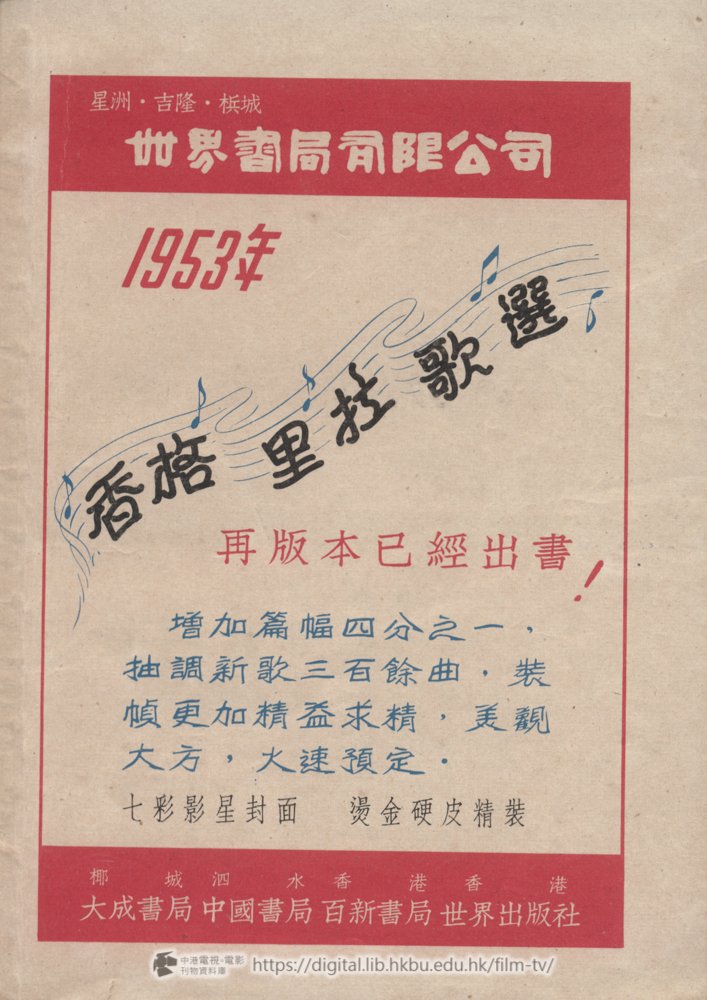 星洲·吉隆·梹城
世界書局有限公司
1953年
香格里拉歌選
再版本已經出書!
增加篇幅四分之一,
抽調新歌三百餘曲·裝
幀更加精益求精,美觀
大方,火速預定·
七彩影星封面 燙金硬皮精裝
椰城 泗水 香港 香港
大成書局 中國書局 百新書局 世界出版社
中港電視·電影
刊物資料庫
https://digital.lib.hkbu.edu.hk/film-tv/